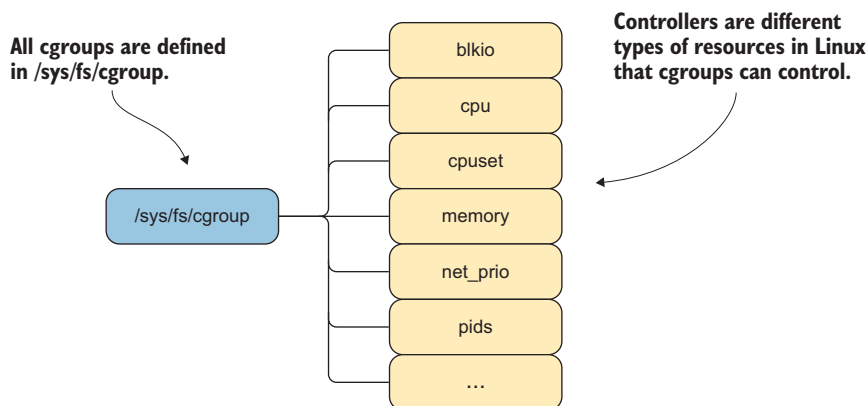 All cgroups are defined
in /sys/fs/cgroup.
Controllers are different
types of resources in Linux
that cgroups can control.
/sys/fs/cgroup
blkio
cpu
cpuset
memory
net_prio
pids
...